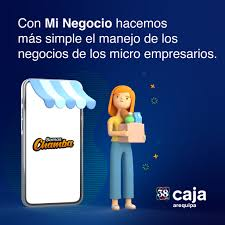 Con Mi Negocio hacemos
más simple el manejo de los
negocios de los micro empresarios.
Chamba
38
caja
arequipa